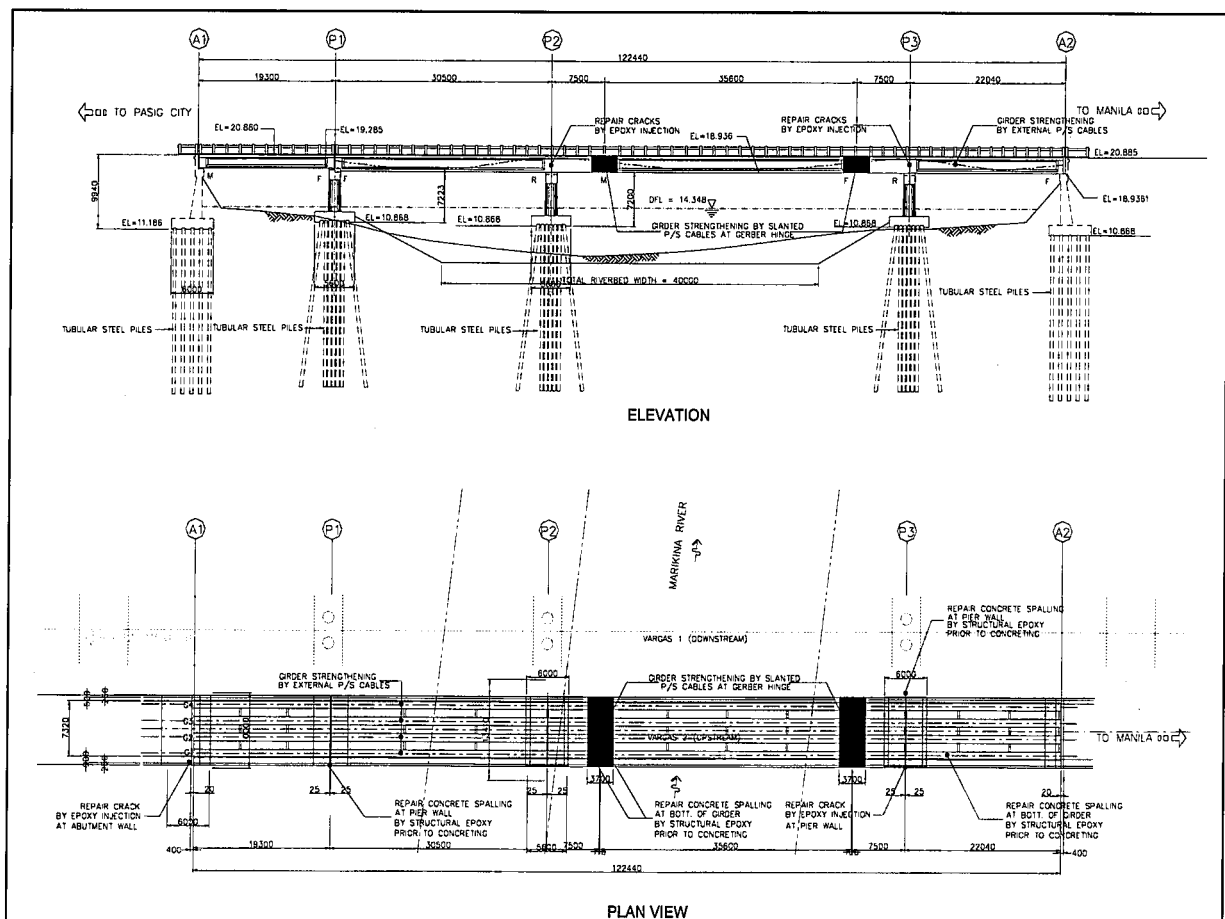 A1 P1 P2 P3 A2
122440
19300 30500 7500 35600 7500 22040
TO PASIG CITY
TO MANILA
REPAIR CRACKS
BY EPOXY INJECTION
REPAIR CRACKS
BY EPOXY INJECTION
GIRDER STRENGTHENING
BY EXTERNAL P/S CABLES
EL=20.860
EL=19.285
EL=18.936
EL=20.885
M F F R M F R
9940
7223
7200
DFL = 14.348
EL=18.9361
EL=11.186
EL=10.868
EL=10.868
GIRDER STRENGTHENING BY SLANTED
P/S CABLES AT GERBER HINGE
EL=10.868
EL=10.868
6000
TOTAL RIVERBED WIDTH = 40000
TUBULAR STEEL PILES
TUBULAR STEEL PILES
TUBULAR STEEL PILES
TUBULAR STEEL PILES
TUBULAR STEEL PILES
ELEVATION
MARIKINA RIVER
A1 P1 P2 P3 A2
REPAIR CONCRETE SPALLING
AT PIER WALL
BY STRUCTURAL EPOXY
PRIOR TO CONCRETING
VARGAS 1 (DOWNSTREAM)
GIRDER STRENGTHENING
BY EXTERNAL P/S CABLES
6000
GIRDER STRENGTHENING BY SLANTED
P/S CABLES AT GERBER HINGE
6000
7320
VARGAS 2 (UPSTREAM)
TO MANILA
3700 3700
20 25 25 25 25 25 25 20
REPAIR CRACK
BY EPOXY INJECTION
AT ABUTMENT WALL
6000
REPAIR CONCRETE SPALLING
AT PIER WALL
BY STRUCTURAL EPOXY
PRIOR TO CONCRETING
REPAIR CONCRETE SPALLING
AT BOTT. OF GIRDER
BY STRUCTURAL EPOXY
PRIOR TO CONCRETING
REPAIR CRACK
BY EPOXY INJECTION
AT PIER WALL
REPAIR CONCRETE SPALLING
AT BOTT. OF GIRDER
BY STRUCTURAL EPOXY
PRIOR TO CONCRETING
400 19300 30500 7500 35600 7500 22040 400
122440
PLAN VIEW